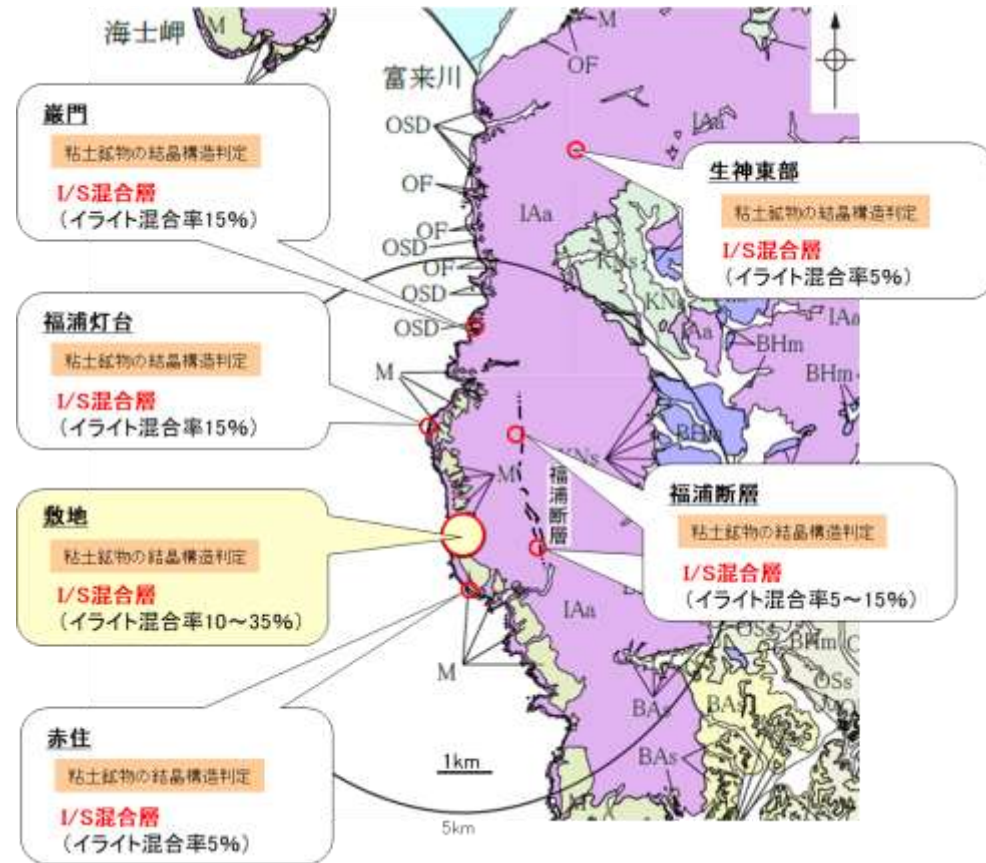 海士岬
M
富来川
M
OF
OSD
IAa
巌門
粘土鉱物の結晶構造判定
I/S混合層
(イライト混合率15%)
OF
IAa
OF
OSD
OF
OSD
OSD
生神東部
粘土鉱物の結晶構造判定
I/S混合層
(イライト混合率5%)
KNs
IAa
BHm
BHm
福浦灯台
粘土鉱物の結晶構造判定
I/S混合層
(イライト混合率15%)
M
BHm
M
福浦断層
敷地
粘土鉱物の結晶構造判定
I/S混合層
(イライト混合率10~35%)
福浦断層
粘土鉱物の結晶構造判定
I/S混合層
(イライト混合率5~15%)
IAa
M
BHm
OSs
BAs
BAs
BAs
赤住
粘土鉱物の結晶構造判定
I/S混合層
(イライト混合率5%)
1km
5km